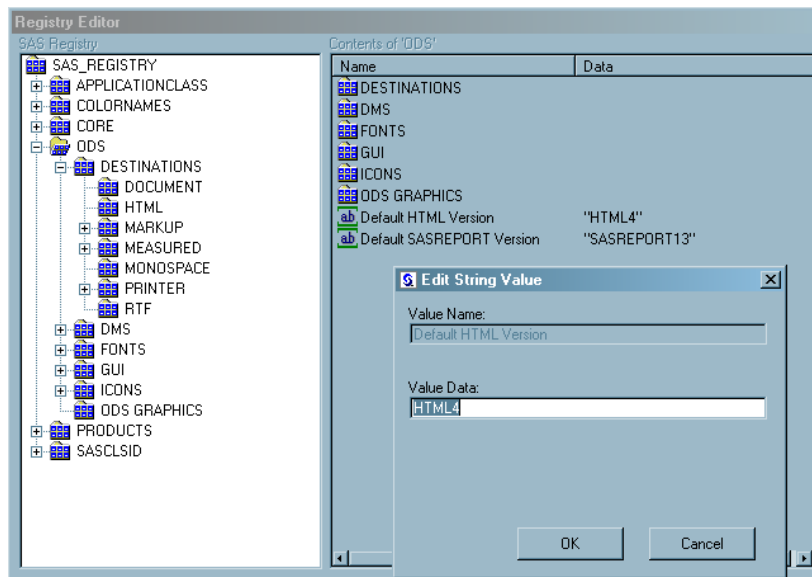 Registry Editor
SAS Registry
SAS_REGISTRY
APPLICATIONCLASS
COLORNAMES
CORE
ODS
DESTINATIONS
DOCUMENT
HTML
MARKUP
MEASURED
MONOSPACE
PRINTER
RTF
DMS
FONTS
GUI
ICONS
ODS GRAPHICS
PRODUCTS
SASCLSID
Contents of 'ODS'
Name Data
DESTINATIONS
DMS
FONTS
GUI
ICONS
ODS GRAPHICS
ab Default HTML Version "HTML4"
ab Default SASREPORT Version "SASREPORT13"
Edit String Value
Value Name:
Default HTML Version
Value Data:
HTML4
OK Cancel